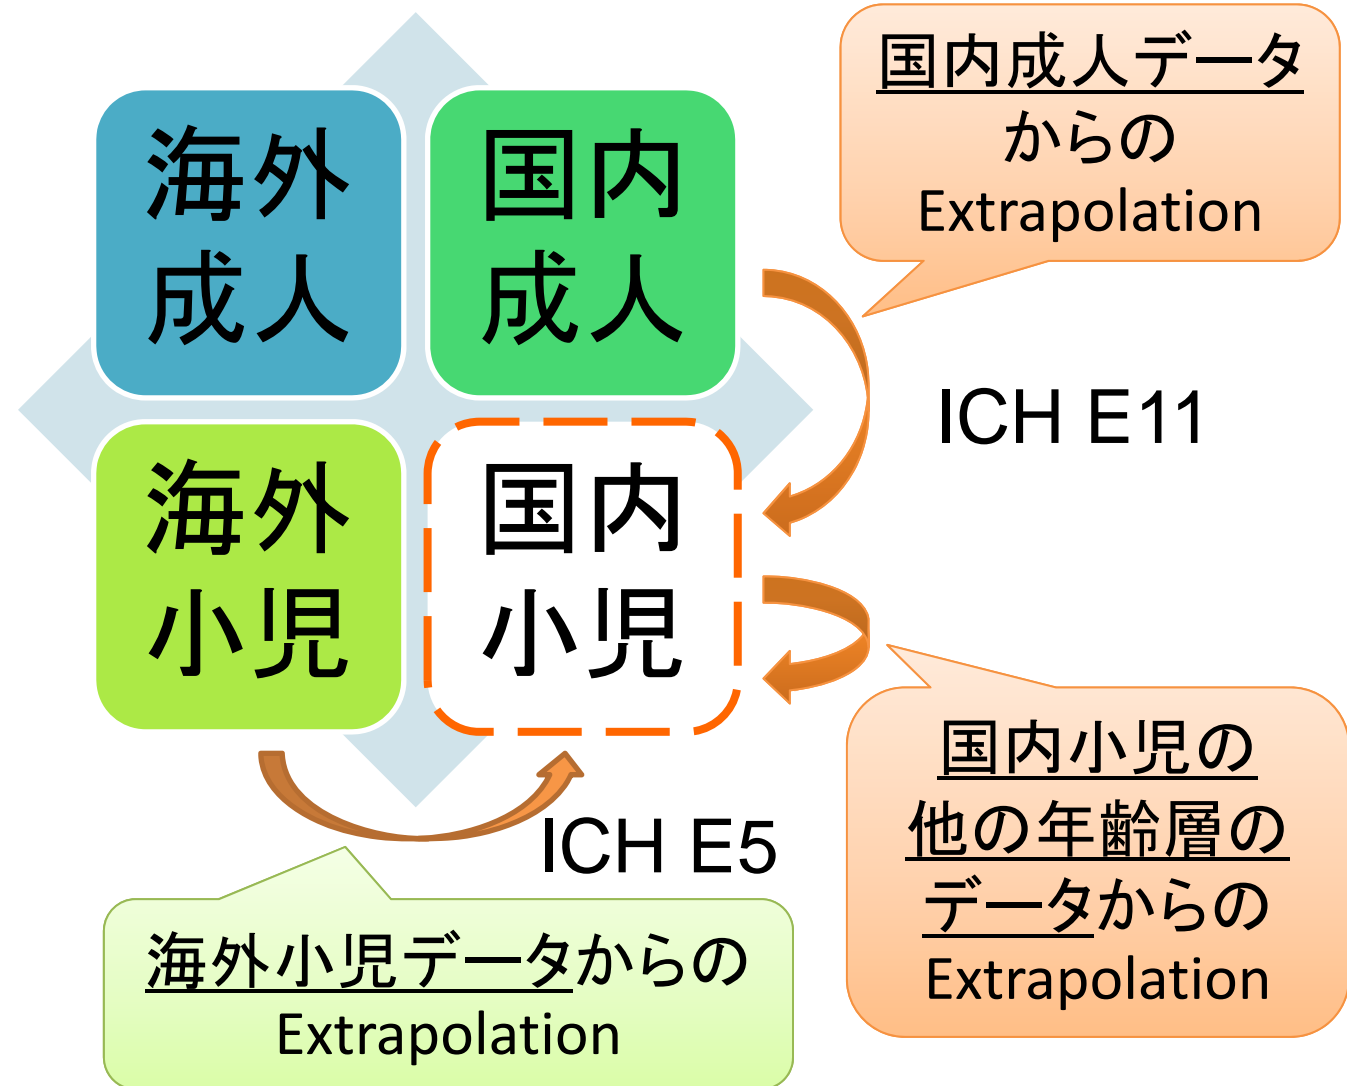 海外
成人
国内
成人
海外
小児
国内
小児
国内成人データ
からの
Extrapolation
ICH E11
国内小児の
他の年齢層の
データからの
Extrapolation
ICH E5
海外小児データからの
Extrapolation